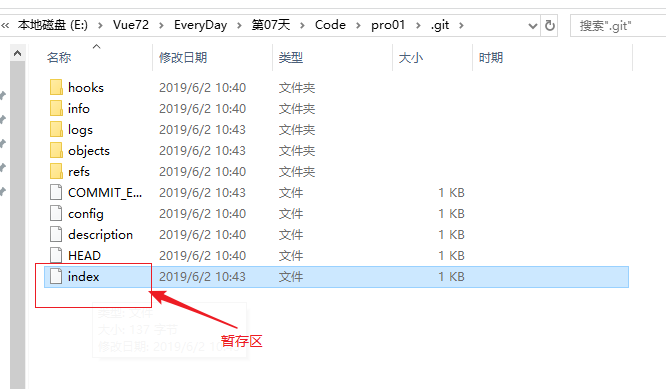 本地磁盘 (E:) > Vue72 > EveryDay > 第07天 > Code > pro01 > .git >
搜索".git"
名称 修改日期 类型 大小 时期
hooks 2019/6/2 10:40 文件夹
info 2019/6/2 10:40 文件夹
logs 2019/6/2 10:43 文件夹
objects 2019/6/2 10:43 文件夹
refs 2019/6/2 10:40 文件夹
COMMIT_E... 2019/6/2 10:43 文件 1 KB
config 2019/6/2 10:40 文件 1 KB
description 2019/6/2 10:40 文件 1 KB
HEAD 2019/6/2 10:40 文件 1 KB
index 2019/6/2 10:43 文件 1 KB
类型: 文件
大小: 137 字节
修改日期: 2019/6/2 10:43
暂存区